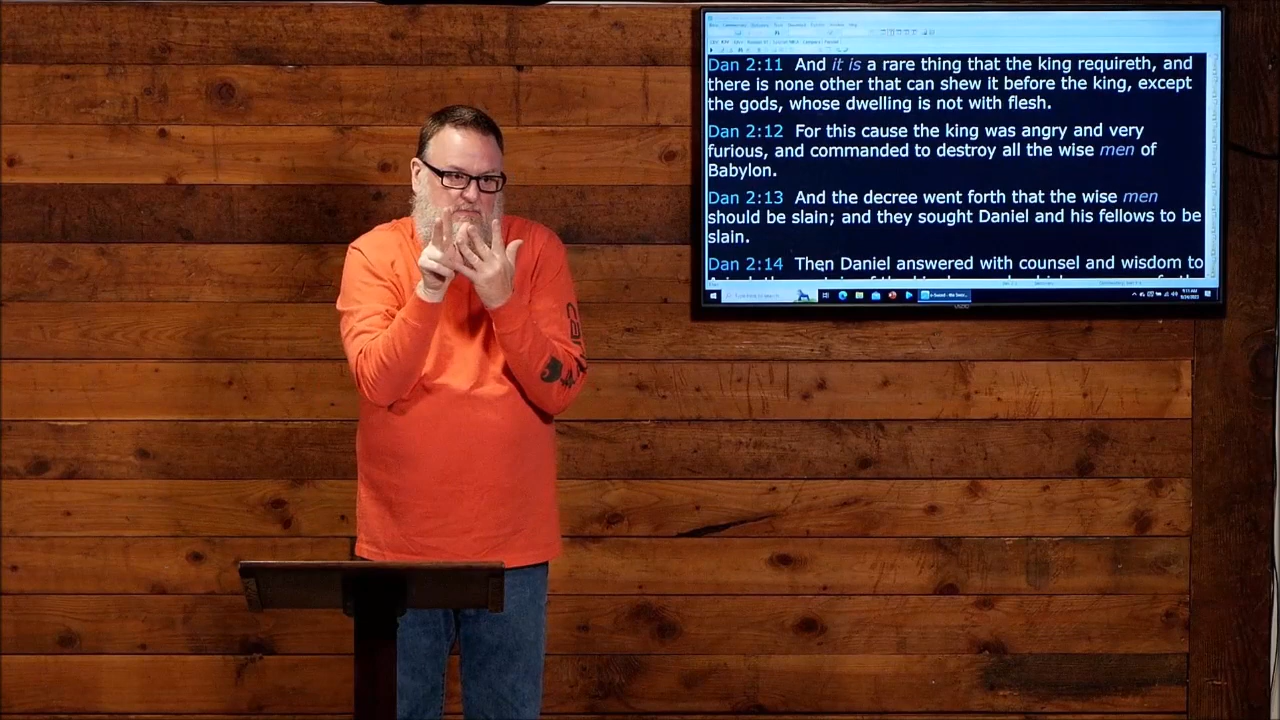 Dan 2:11 And it is a rare thing that the king requireth, and
there is none other that can shew it before the king, except
the gods, whose dwelling is not with flesh.
Dan 2:12 For this cause the king was angry and very
furious, and commanded to destroy all the wise men of
Babylon.
Dan 2:13 And the decree went forth that the wise men
should be slain; and they sought Daniel and his fellows to be
slain.
Dan 2:14 Then Daniel answered with counsel and wisdom to
VIZIO